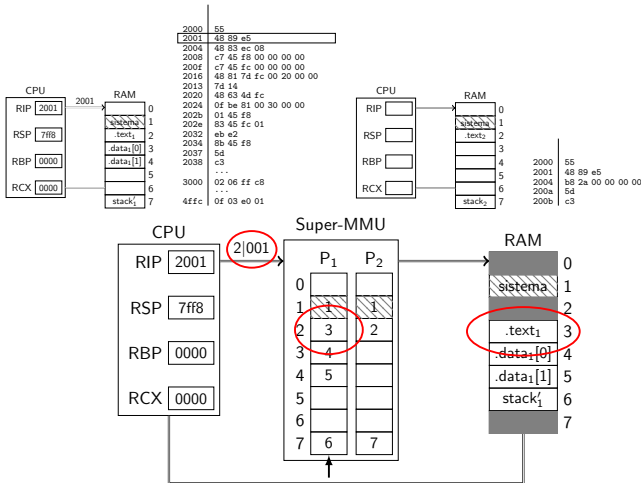 2000 55
2001 48 89 e5
2004 48 83 ec 08
2008 c7 45 f8 00 00 00 00
200f c7 45 fc 00 00 00 00
2016 48 81 7d fc 00 20 00 00
2013 7d 14
2020 48 63 4d fc
2024 0f be 81 00 30 00 00
202b 01 45 f8
202e 83 45 fc 01
2032 eb e2
2034 8b 45 f8
2037 5d
2038 c3
...
3000 02 06 ff c8
...
4ffc 0f 03 e0 01
CPU
RIP 2001
RSP 7ff8
RBP 0000
RCX 0000
2001
RAM
0
sistema 1
.text₁ 2
.data₁[0] 3
.data₁[1] 4
5
6
stack′₁ 7
CPU
RIP
RSP
RBP
RCX
RAM
0
sistema 1
.text₂ 2
3
4
5
6
stack₂ 7
2000 55
2001 48 89 e5
2004 b8 2a 00 00 00 00
200a 5d
200b c3
CPU
RIP 2001
RSP 7ff8
RBP 0000
RCX 0000
2|001
Super-MMU
P₁ P₂
0
1 1 1
2 3 2
3 4
4 5
5
6
7 6 7
RAM
0
sistema 1
2
.text₁ 3
.data₁[0] 4
.data₁[1] 5
stack′₁ 6
7